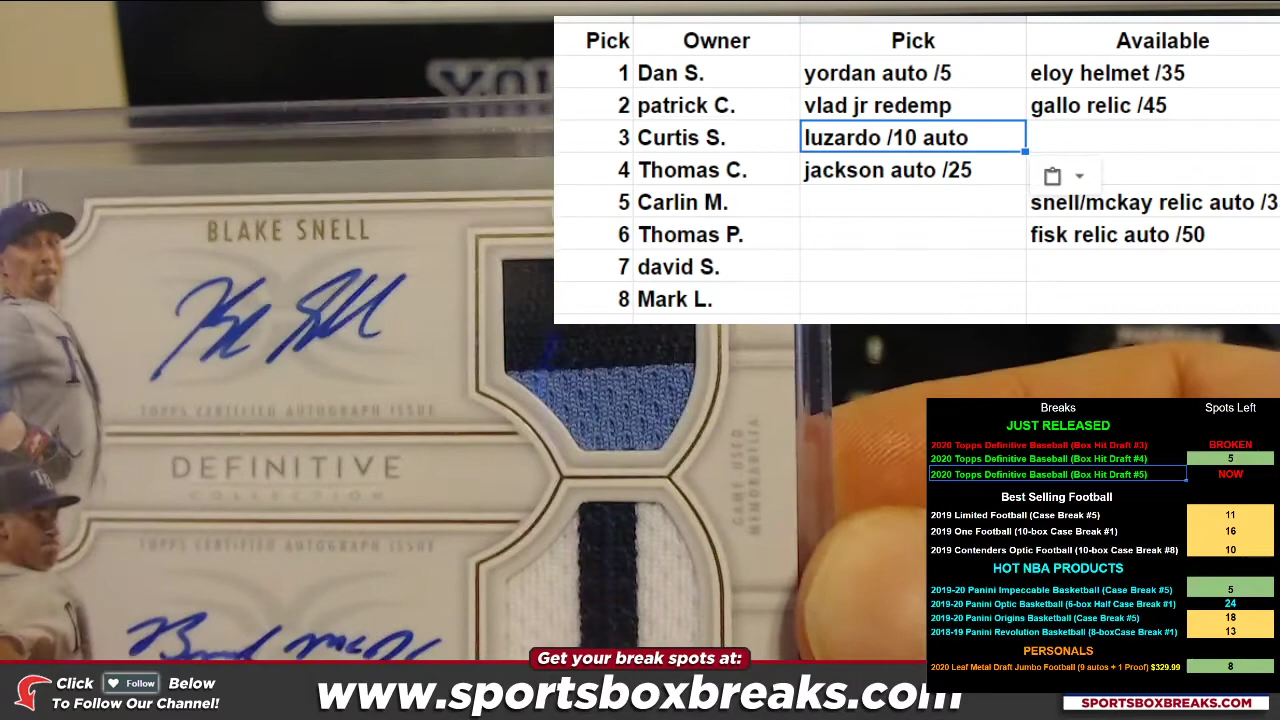 Pick Owner Pick Available
1 Dan S. yordan auto /5 eloy helmet /35
2 patrick C. vlad jr redemp gallo relic /45
3 Curtis S. luzardo /10 auto
4 Thomas C. jackson auto /25
5 Carlin M. snell/mckay relic auto /3
6 Thomas P. fisk relic auto /50
7 david S.
8 Mark L.
BLAKE SNELL
TOPPS CERTIFIED AUTOGRAPH ISSUE
DEFINITIVE
COLLECTION
TOPPS CERTIFIED AUTOGRAPH ISSUE
GAME USED
MEMORABILIA
Breaks Spots Left
JUST RELEASED
2020 Topps Definitive Baseball (Box Hit Draft #3) BROKEN
2020 Topps Definitive Baseball (Box Hit Draft #4) 5
2020 Topps Definitive Baseball (Box Hit Draft #5) NOW
Best Selling Football
2019 Limited Football (Case Break #5) 11
2019 One Football (10-box Case Break #1) 16
2019 Contenders Optic Football (10-box Case Break #8) 10
HOT NBA PRODUCTS
2019-20 Panini Impeccable Basketball (Case Break #5) 5
2019-20 Panini Optic Basketball (6-box Half Case Break #1) 24
2019-20 Panini Origins Basketball (Case Break #5) 18
2018-19 Panini Revolution Basketball (8-boxCase Break #1) 13
PERSONALS
2020 Leaf Metal Draft Jumbo Football (9 autos + 1 Proof) $329.99 8
Get your break spots at:
Click Follow Below
To Follow Our Channel!
www.sportsboxbreaks.com
SPORTSBOXBREAKS.COM